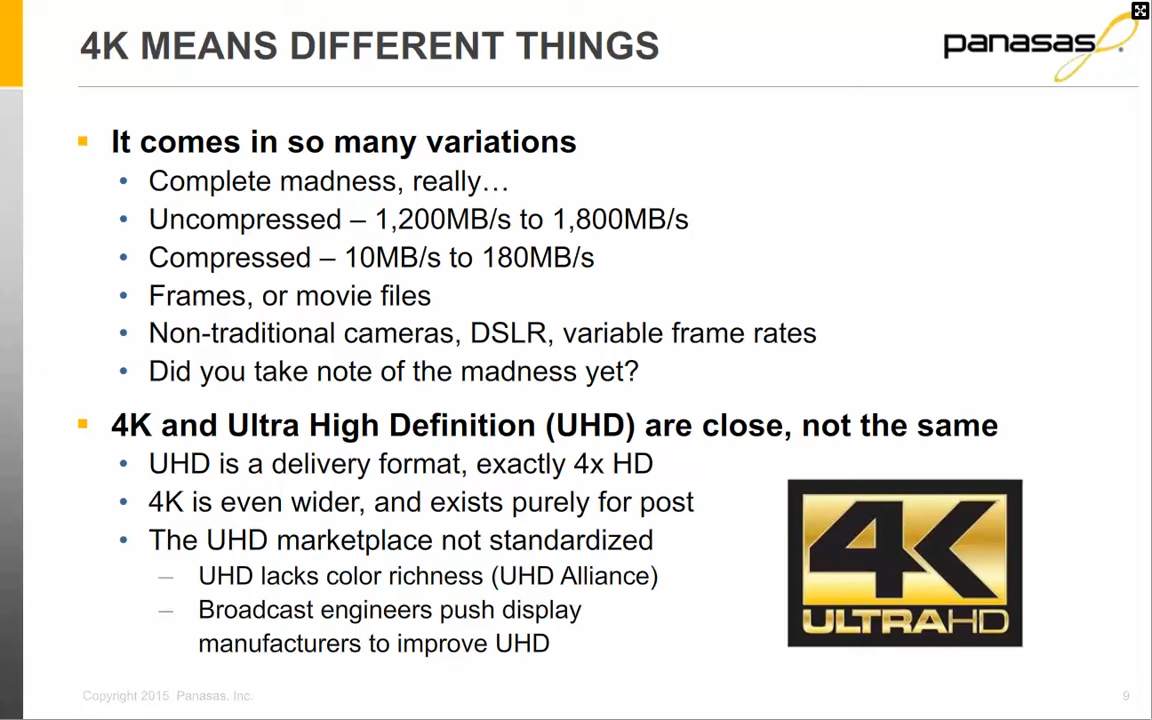 4K MEANS DIFFERENT THINGS
panasas
▪ It comes in so many variations
• Complete madness, really…
• Uncompressed – 1,200MB/s to 1,800MB/s
• Compressed – 10MB/s to 180MB/s
• Frames, or movie files
• Non-traditional cameras, DSLR, variable frame rates
• Did you take note of the madness yet?
▪ 4K and Ultra High Definition (UHD) are close, not the same
• UHD is a delivery format, exactly 4x HD
• 4K is even wider, and exists purely for post
• The UHD marketplace not standardized
– UHD lacks color richness (UHD Alliance)
– Broadcast engineers push display
manufacturers to improve UHD
4K
ULTRAHD
Copyright 2015 Panasas, Inc.
9